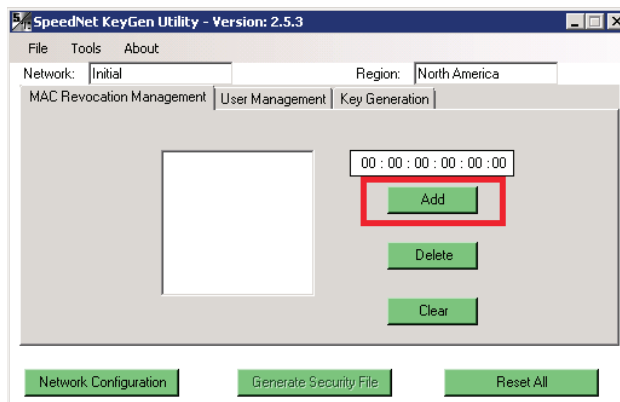 SpeedNet KeyGen Utility - Version: 2.5.3
File Tools About
Network: Initial Region: North America
MAC Revocation Management User Management Key Generation
00 : 00 : 00 : 00 : 00 : 00
Add
Delete
Clear
Network Configuration Generate Security File Reset All